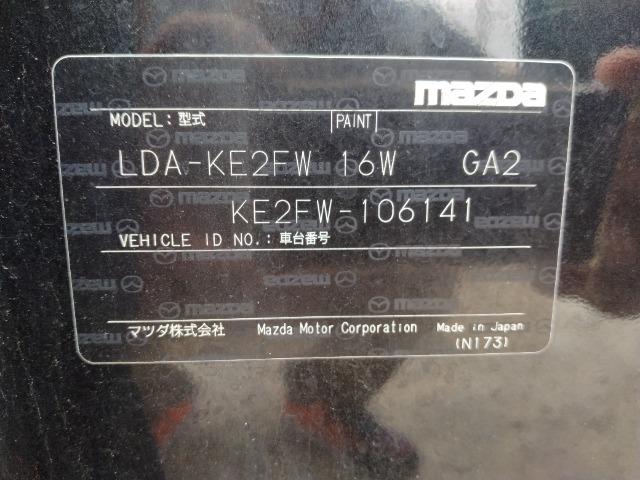 mazda
MODEL: 型式 PAINT
LDA-KE2FW 16W GA2
KE2FW-106141
VEHICLE ID NO.: 車台番号
マツダ株式会社 Mazda Motor Corporation Made in Japan
(N173)